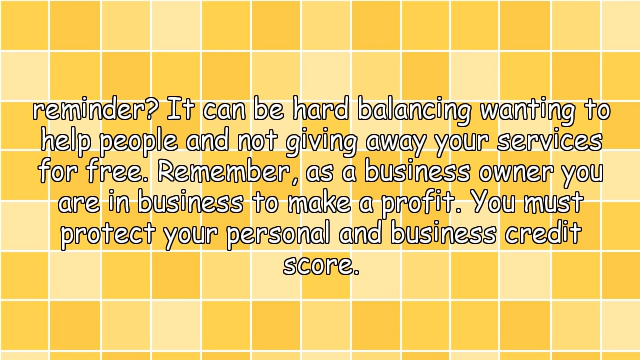 reminder? It can be hard balancing wanting to
help people and not giving away your services
for free. Remember, as a business owner you
are in business to make a profit. You must
protect your personal and business credit
score.